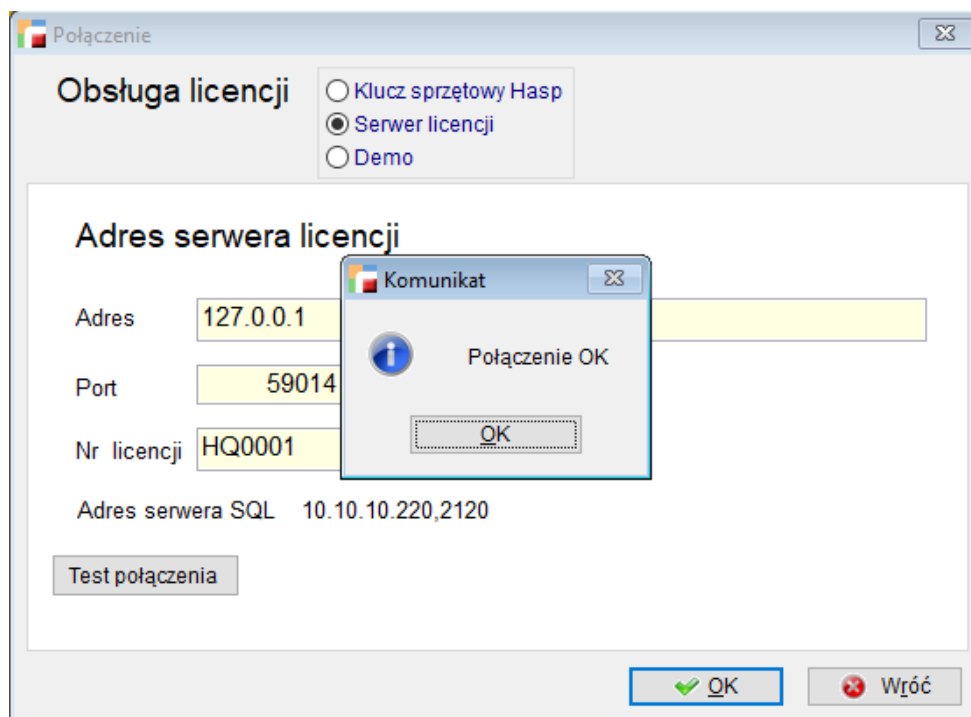 Połączenie
Obsługa licencji
Klucz sprzętowy Hasp
Serwer licencji
Demo
Adres serwera licencji
Komunikat
Adres 127.0.0.1
Połączenie OK
Port 59014
OK
Nr licencji HQ0001
Adres serwera SQL 10.10.10.220,2120
Test połączenia
OK Wróć